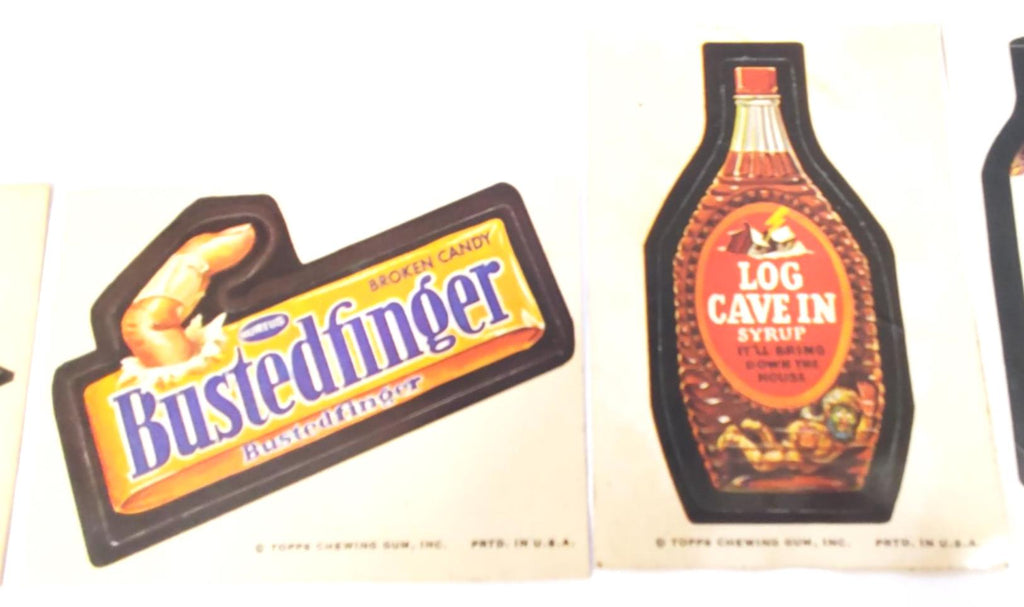 BROKEN CANDY
Bustedfinger
Bustedfinger
© TOPPS CHEWING GUM, INC. PRTD. IN U.S.A.
LOG
CAVE IN
SYRUP
IT'LL BRING
DOWN THE
HOUSE
© TOPPS CHEWING GUM, INC. PRTD. IN U.S.A.